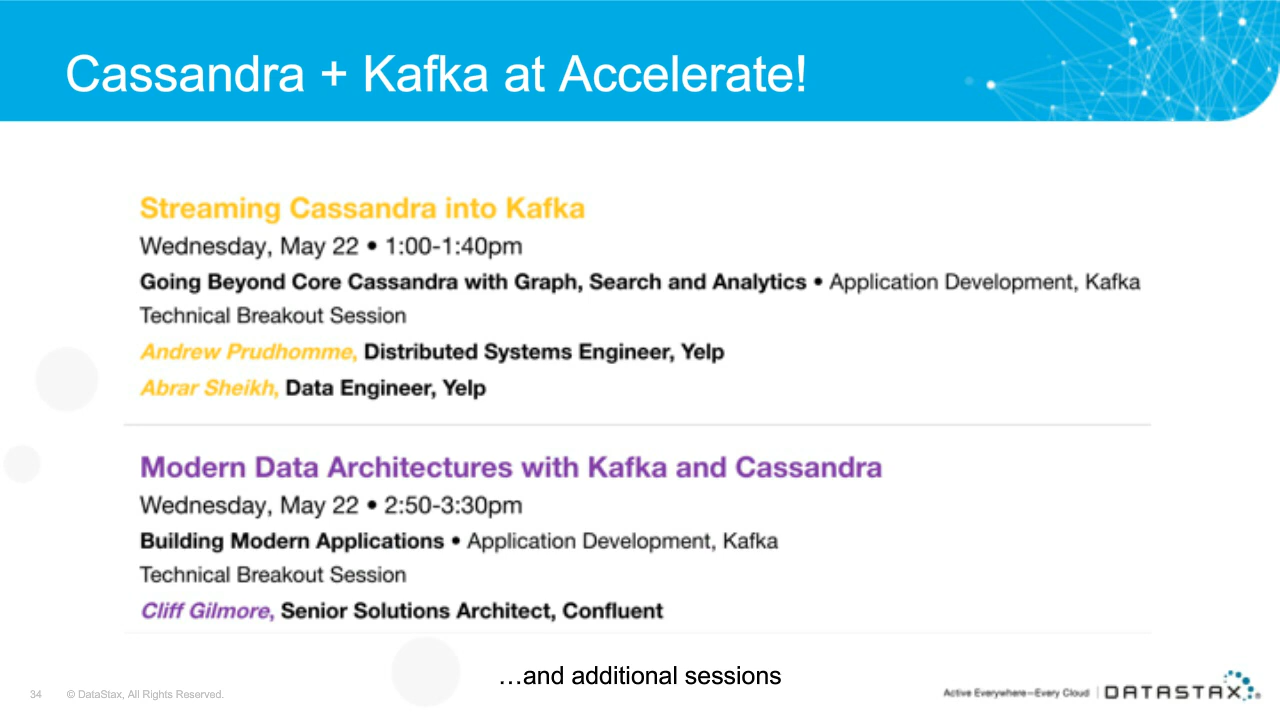 Cassandra + Kafka at Accelerate!
Streaming Cassandra into Kafka
Wednesday, May 22 • 1:00-1:40pm
Going Beyond Core Cassandra with Graph, Search and Analytics • Application Development, Kafka
Technical Breakout Session
Andrew Prudhomme, Distributed Systems Engineer, Yelp
Abrar Sheikh, Data Engineer, Yelp
Modern Data Architectures with Kafka and Cassandra
Wednesday, May 22 • 2:50-3:30pm
Building Modern Applications • Application Development, Kafka
Technical Breakout Session
Cliff Gilmore, Senior Solutions Architect, Confluent
…and additional sessions
34 © DataStax, All Rights Reserved.
Active Everywhere—Every Cloud | DATASTAX